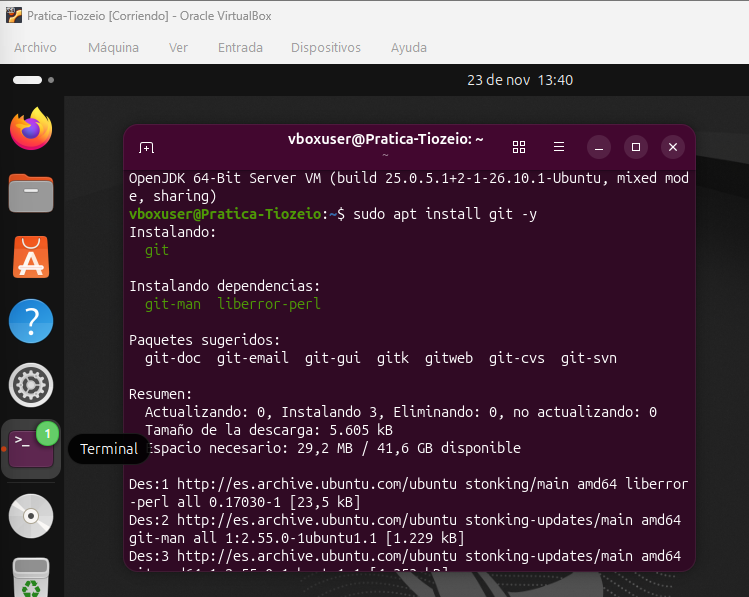 Pratica-Tiozeio [Corriendo] - Oracle VirtualBox
Archivo Máquina Ver Entrada Dispositivos Ayuda
23 de nov 13:40
vboxuser@Pratica-Tiozeio: ~
~
OpenJDK 64-Bit Server VM (build 25.0.5.1+2-1-26.10.1-Ubuntu, mixed mod
e, sharing)
vboxuser@Pratica-Tiozeio:~$ sudo apt install git -y
Instalando:
git
Instalando dependencias:
git-man liberror-perl
Paquetes sugeridos:
git-doc git-email git-gui gitk gitweb git-cvs git-svn
Resumen:
Actualizando: 0, Instalando 3, Eliminando: 0, no actualizando: 0
Tamaño de la descarga: 5.605 kB
Espacio necesario: 29,2 MB / 41,6 GB disponible
1
Terminal
Des:1 http://es.archive.ubuntu.com/ubuntu stonking/main amd64 liberror
-perl all 0.17030-1 [23,5 kB]
Des:2 http://es.archive.ubuntu.com/ubuntu stonking-updates/main amd64
git-man all 1:2.55.0-1ubuntu1.1 [1.229 kB]
Des:3 http://es.archive.ubuntu.com/ubuntu stonking-updates/main amd64